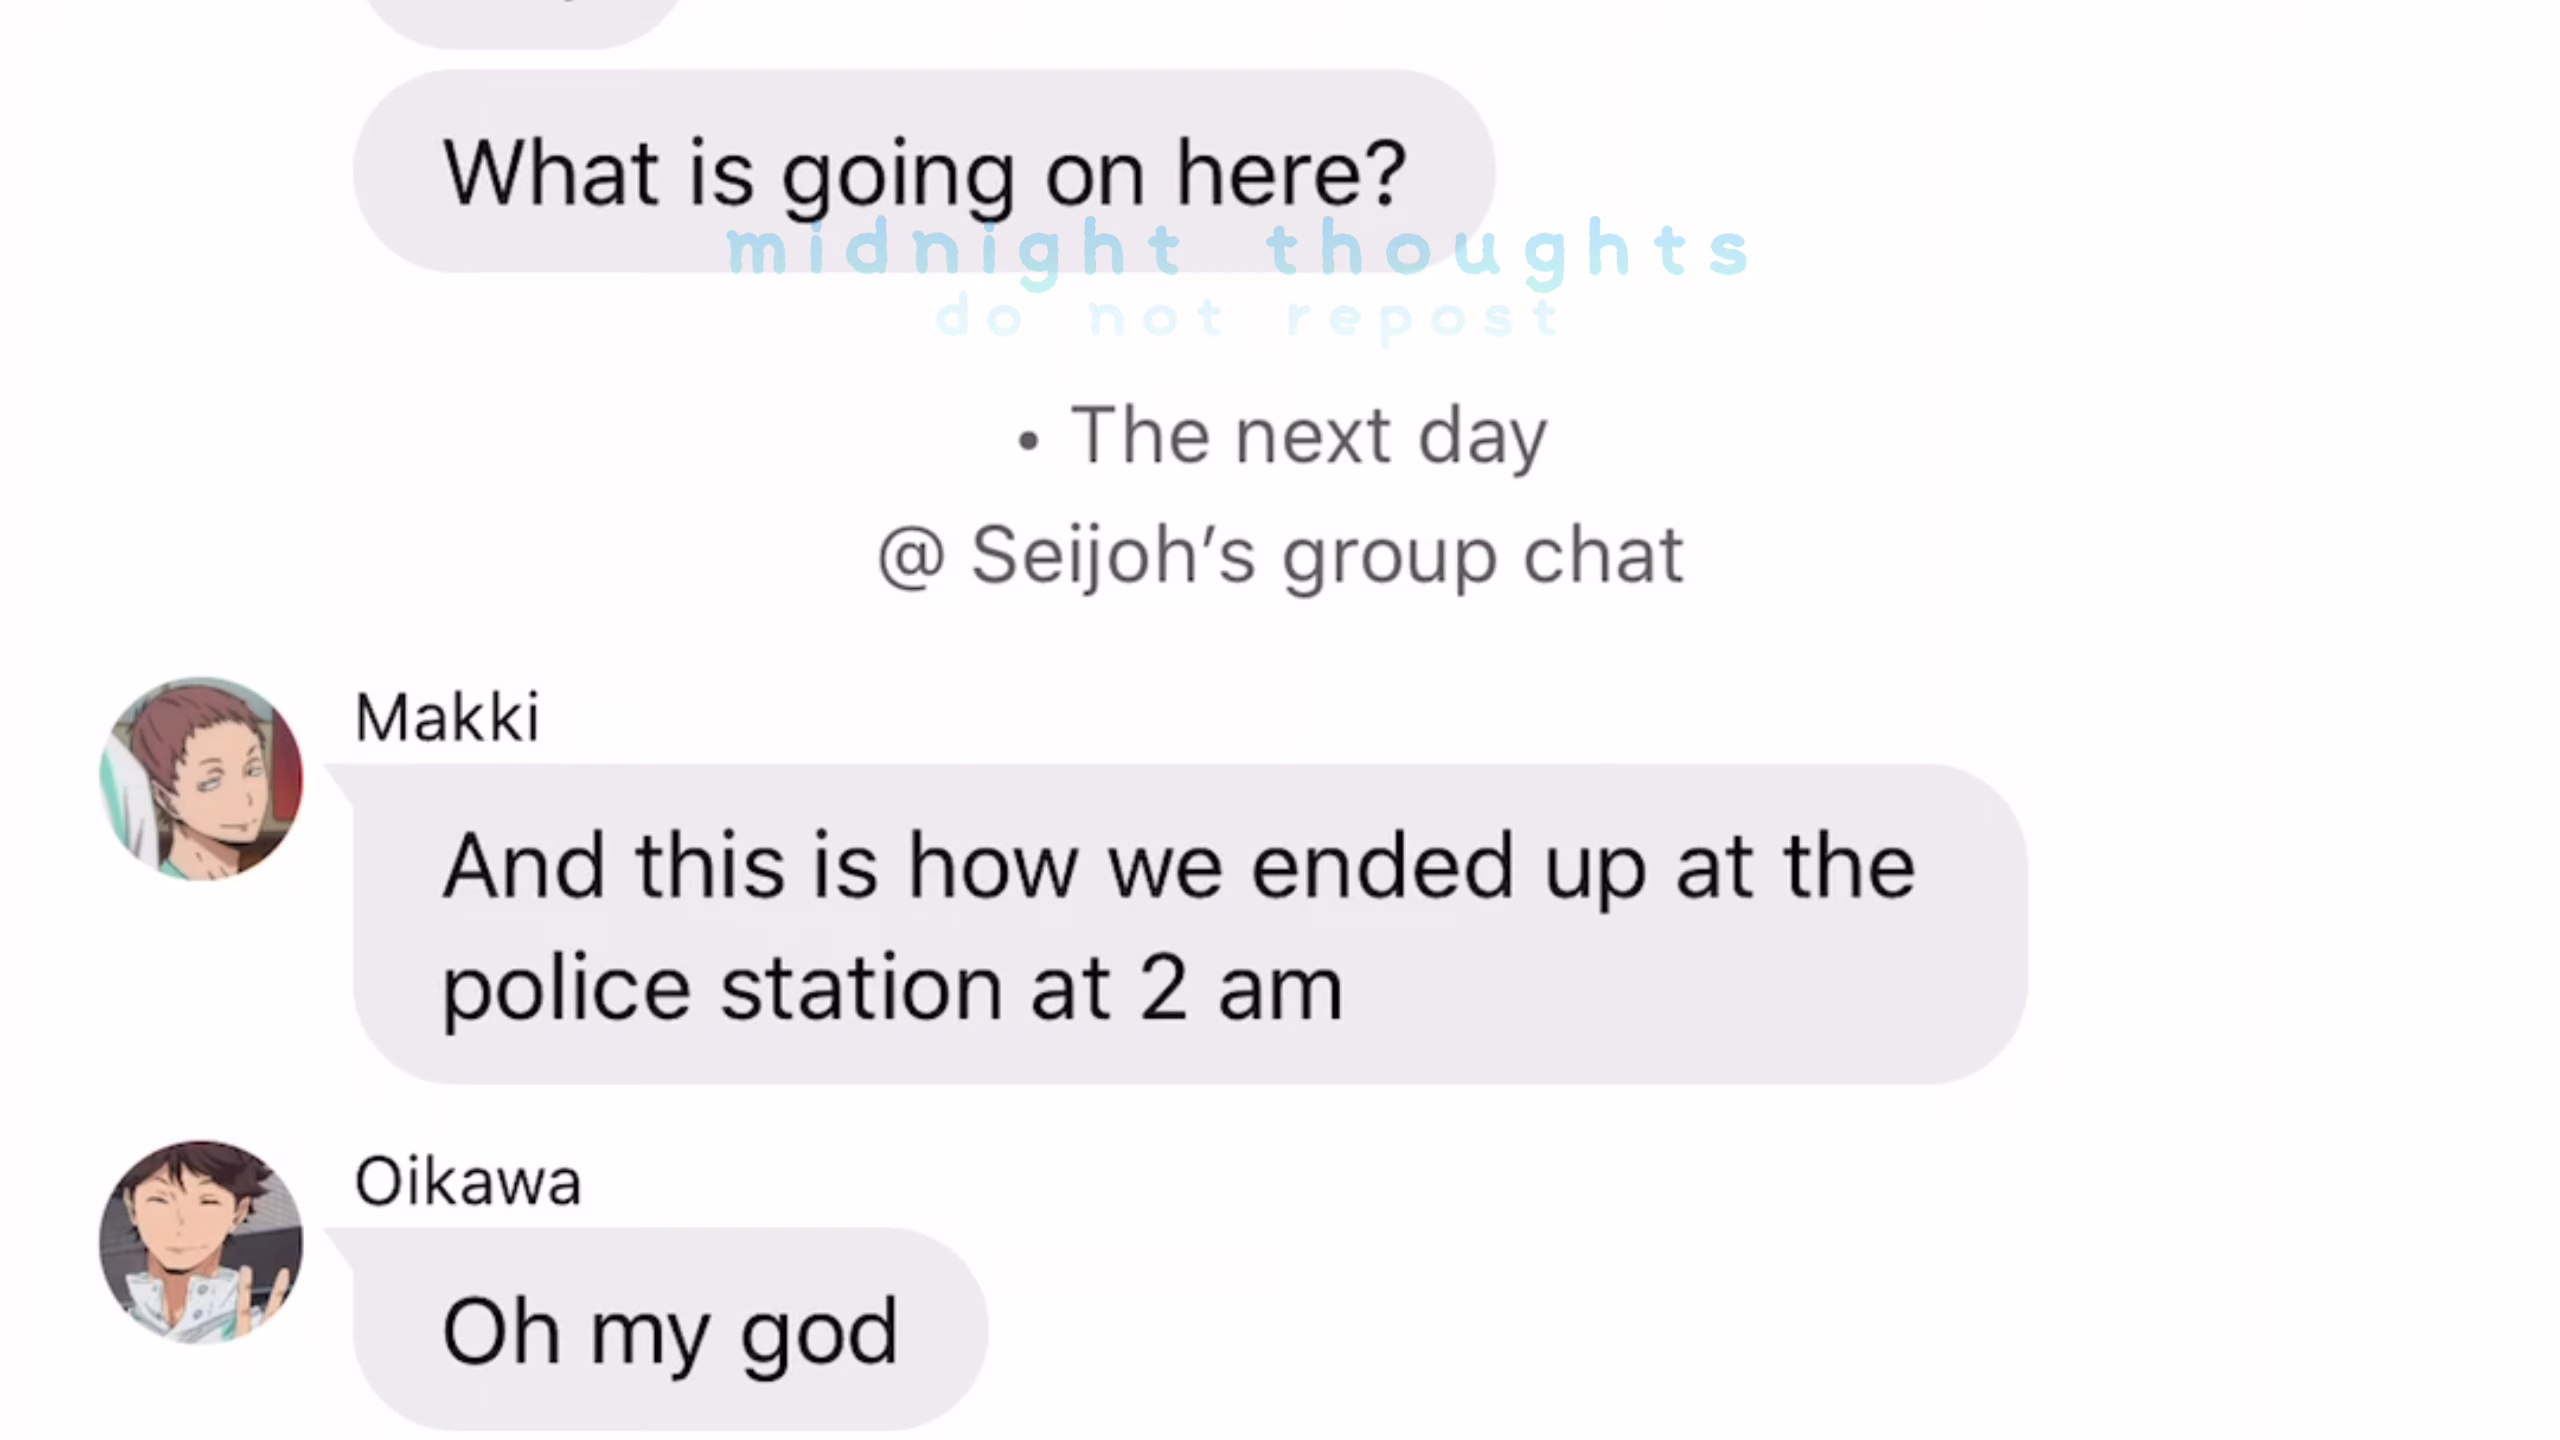 What is going on here?
midnight thoughts
do not repost
• The next day
@ Seijoh’s group chat
Makki
And this is how we ended up at the
police station at 2 am
Oikawa
Oh my god